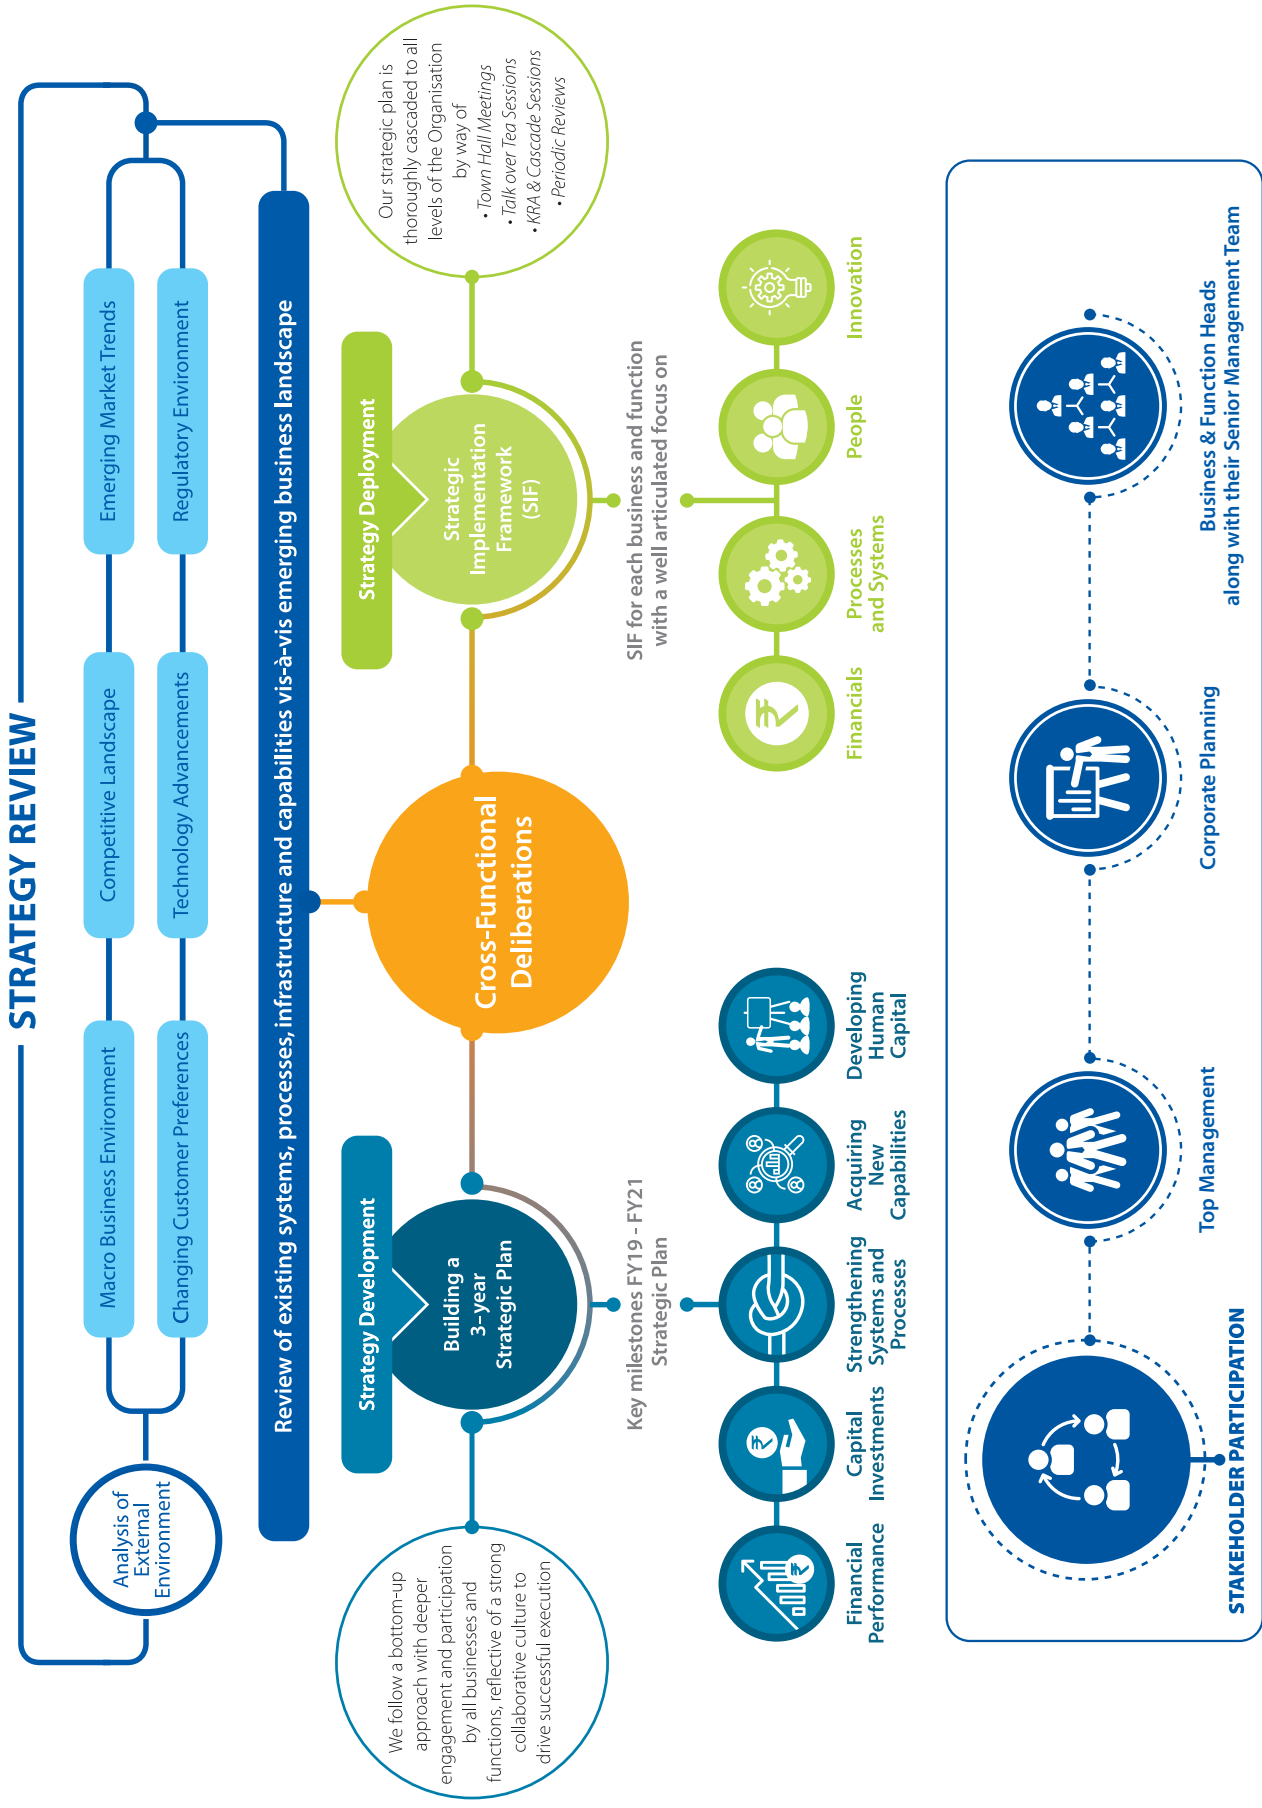 STRATEGY REVIEW
Analysis of
External
Environment
Macro Business Environment
Competitive Landscape
Emerging Market Trends
Changing Customer Preferences
Technology Advancements
Regulatory Environment
Review of existing systems, processes, infrastructure and capabilities vis-à-vis emerging business landscape
We follow a bottom-up
approach with deeper
engagement and participation
by all businesses and
functions, reflective of a strong
collaborative culture to
drive successful execution
Strategy Development
Building a
3–year
Strategic Plan
Cross-Functional
Deliberations
Strategy Deployment
Strategic
Implementation
Framework
(SIF)
Our strategic plan is
thoroughly cascaded to all
levels of the Organisation
by way of
• Town Hall Meetings
• Talk over Tea Sessions
• KRA & Cascade Sessions
• Periodic Reviews
Key milestones FY19 - FY21
Strategic Plan
Financial
Performance
Capital
Investments
Strengthening
Systems and
Processes
Acquiring
New
Capabilities
Developing
Human
Capital
SIF for each business and function
with a well articulated focus on
₹
₹
₹
Financials
Processes
and Systems
People
Innovation
STAKEHOLDER PARTICIPATION
Top Management
Corporate Planning
Business & Function Heads
along with their Senior Management Team